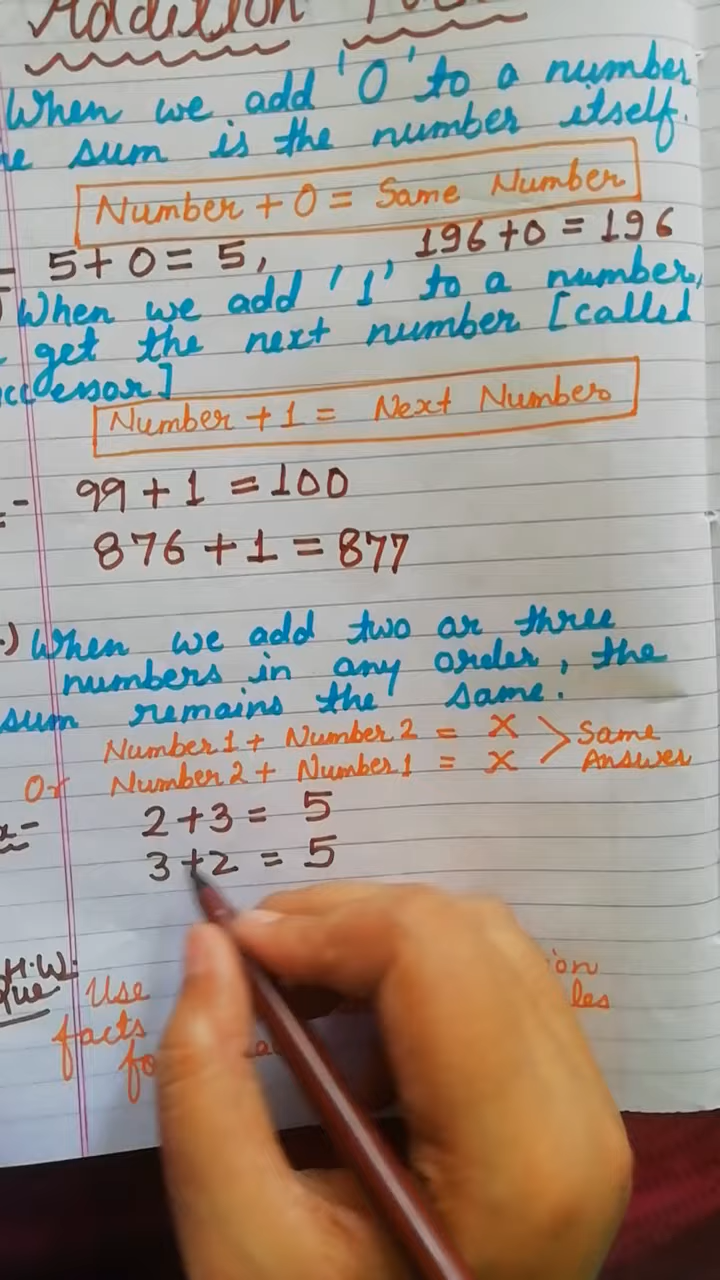 Addition
When we add '0' to a number
sum is the number itself.
Number + 0 = Same Number
5+0 = 5, 196+0 = 196
When we add '1' to a number,
get the next number [called
Number + 1 = Next Number
99 + 1 = 100
876 + 1 = 877
When we add two or three
numbers in any order, the
sum remains the same.
Number 1 + Number 2 = X > Same
Or Number 2 + Number 1 = X Answer
2+3 = 5
3+2 = 5
H.W.
Use
facts